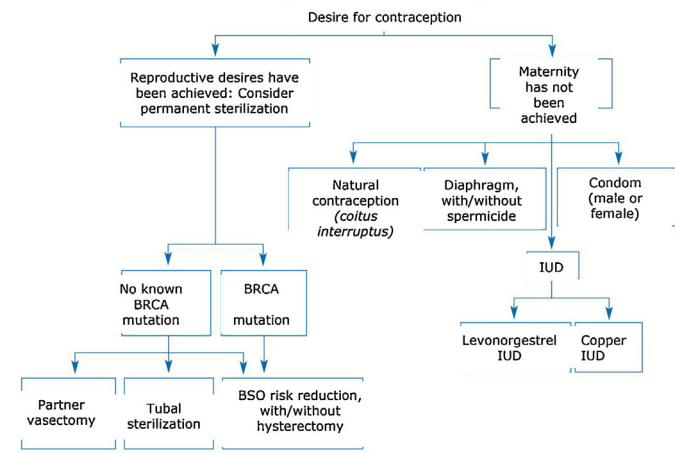 Desire for contraception
Reproductive desires have
been achieved: Consider
permanent sterilization
Maternity
has not
been
achieved
Natural
contraception
(coitus
interruptus)
Diaphragm,
with/without
spermicide
Condom
(male or
female)
IUD
No known
BRCA
mutation
BRCA
mutation
Levonorgestrel
IUD
Copper
IUD
Partner
vasectomy
Tubal
sterilization
BSO risk reduction,
with/without
hysterectomy